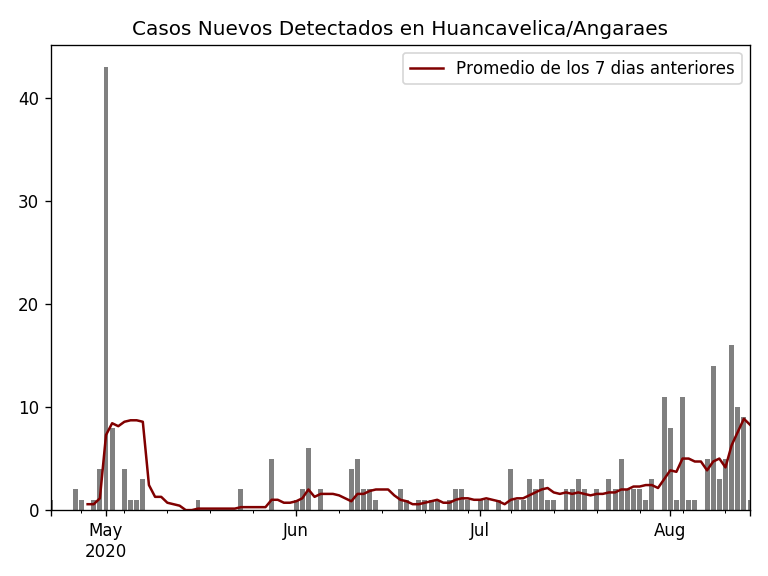 Casos Nuevos Detectados en Huancavelica/Angaraes
Promedio de los 7 dias anteriores
40
30
20
10
0
May Jun Jul Aug
2020